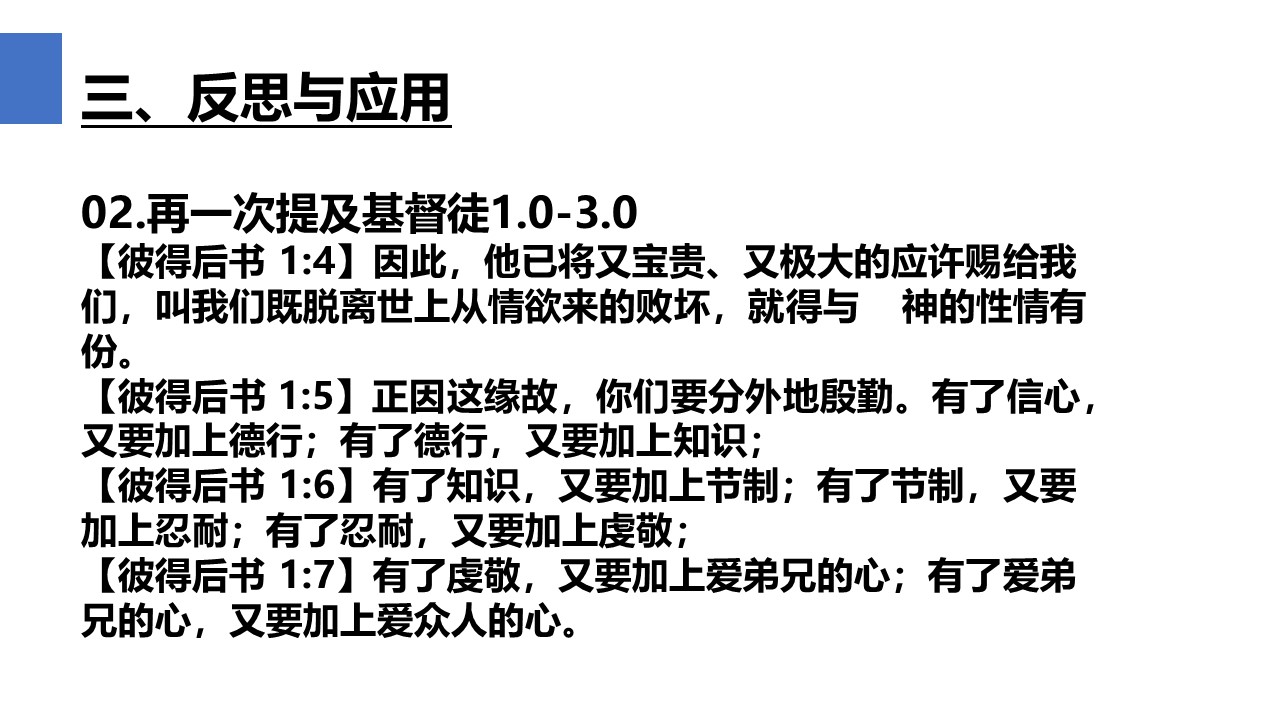 三、反思与应用
02.再一次提及基督徒1.0-3.0
【彼得后书 1:4】因此，他已将又宝贵、又极大的应许赐给我
们，叫我们既脱离世上从情欲来的败坏，就得与　神的性情有
份。
【彼得后书 1:5】正因这缘故，你们要分外地殷勤。有了信心，
又要加上德行；有了德行，又要加上知识；
【彼得后书 1:6】有了知识，又要加上节制；有了节制，又要
加上忍耐；有了忍耐，又要加上虔敬；
【彼得后书 1:7】有了虔敬，又要加上爱弟兄的心；有了爱弟
兄的心，又要加上爱众人的心。